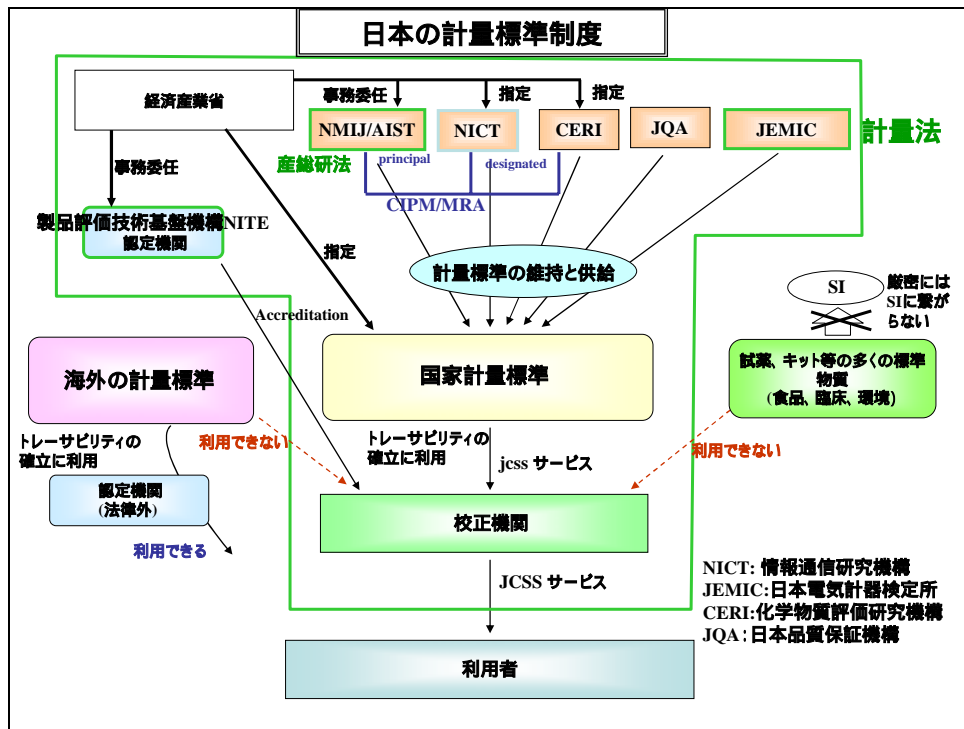 日本の計量標準制度
経済産業省
事務委任
指定
指定
NMIJ/AIST
NICT
CERI
JQA
JEMIC
計量法
産総研法
principal
designated
CIPM/MRA
事務委任
製品評価技術基盤機構NITE
認定機関
指定
計量標準の維持と供給
SI
厳密には
SIに繋が
らない
Accreditation
海外の計量標準
国家計量標準
試薬、キット等の多くの標準
物質
(食品、臨床、環境)
トレーサビリティの
確立に利用
利用できない
トレーサビリティの
確立に利用
jcss サービス
利用できない
認定機関
(法律外)
利用できる
校正機関
JCSS サービス
NICT: 情報通信研究機構
JEMIC:日本電気計器検定所
CERI:化学物質評価研究機構
JQA:日本品質保証機構
利用者